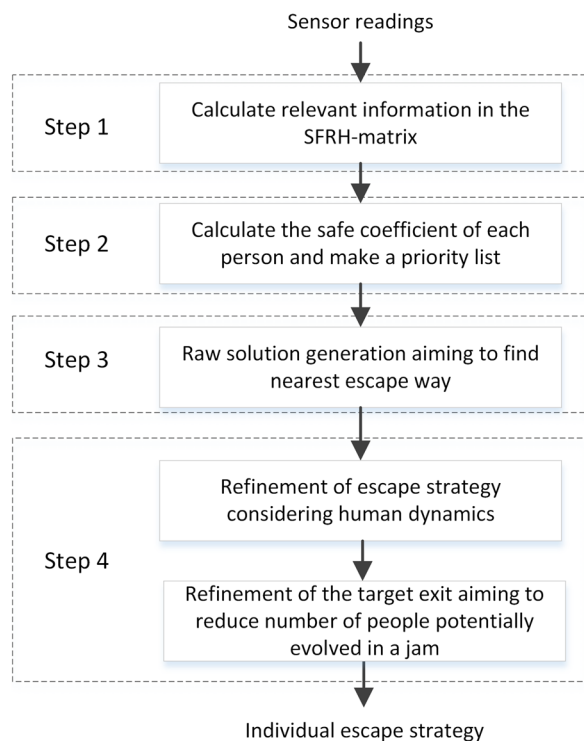 Sensor readings
Step 1
Calculate relevant information in the
SFRH-matrix
Step 2
Calculate the safe coefficient of each
person and make a priority list
Step 3
Raw solution generation aiming to find
nearest escape way
Step 4
Refinement of escape strategy
considering human dynamics
Refinement of the target exit aiming to
reduce number of people potentially
evolved in a jam
Individual escape strategy